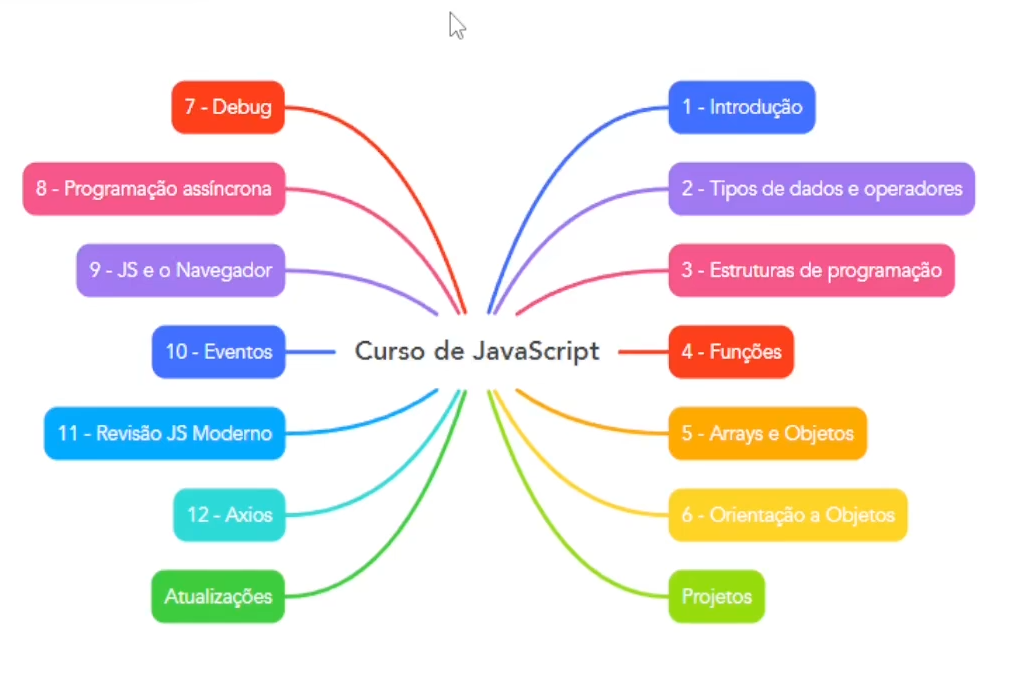 Curso de JavaScript
1 - Introdução
2 - Tipos de dados e operadores
3 - Estruturas de programação
4 - Funções
5 - Arrays e Objetos
6 - Orientação a Objetos
Projetos
7 - Debug
8 - Programação assíncrona
9 - JS e o Navegador
10 - Eventos
11 - Revisão JS Moderno
12 - Axios
Atualizações